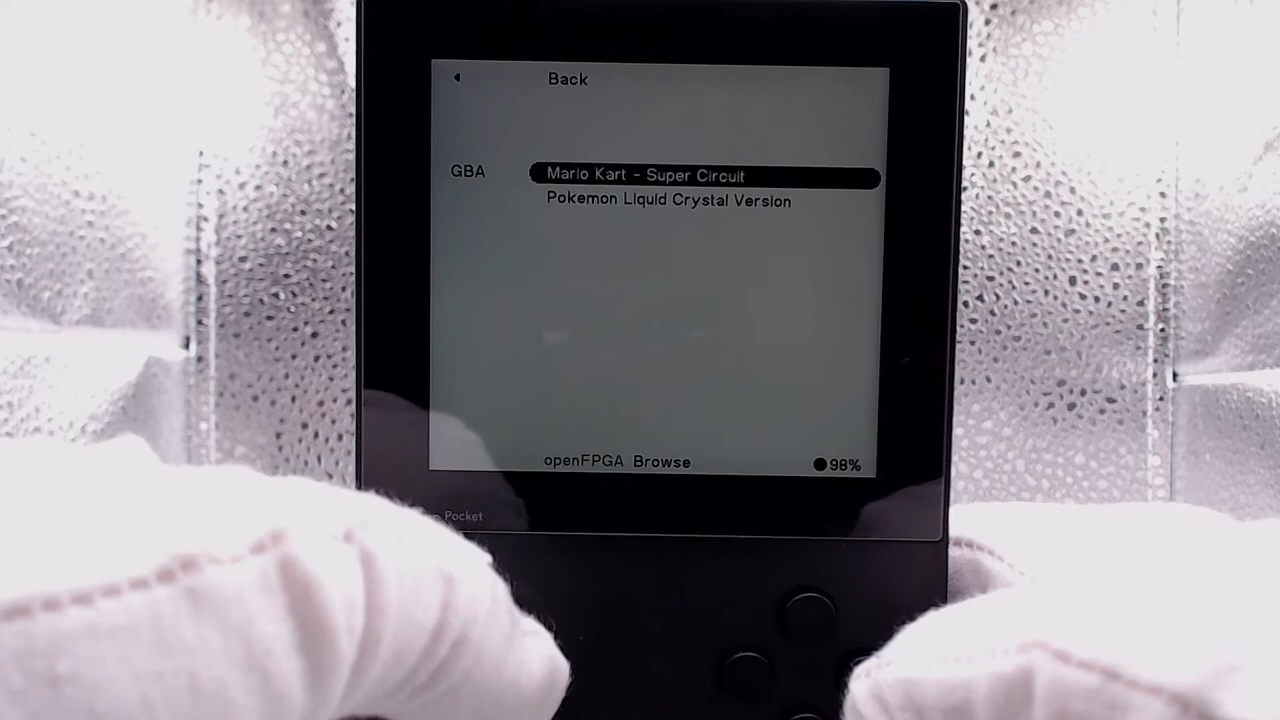 Back
GBA Mario Kart - Super Circuit
Pokemon Liquid Crystal Version
openFPGA Browse 98%
Pocket